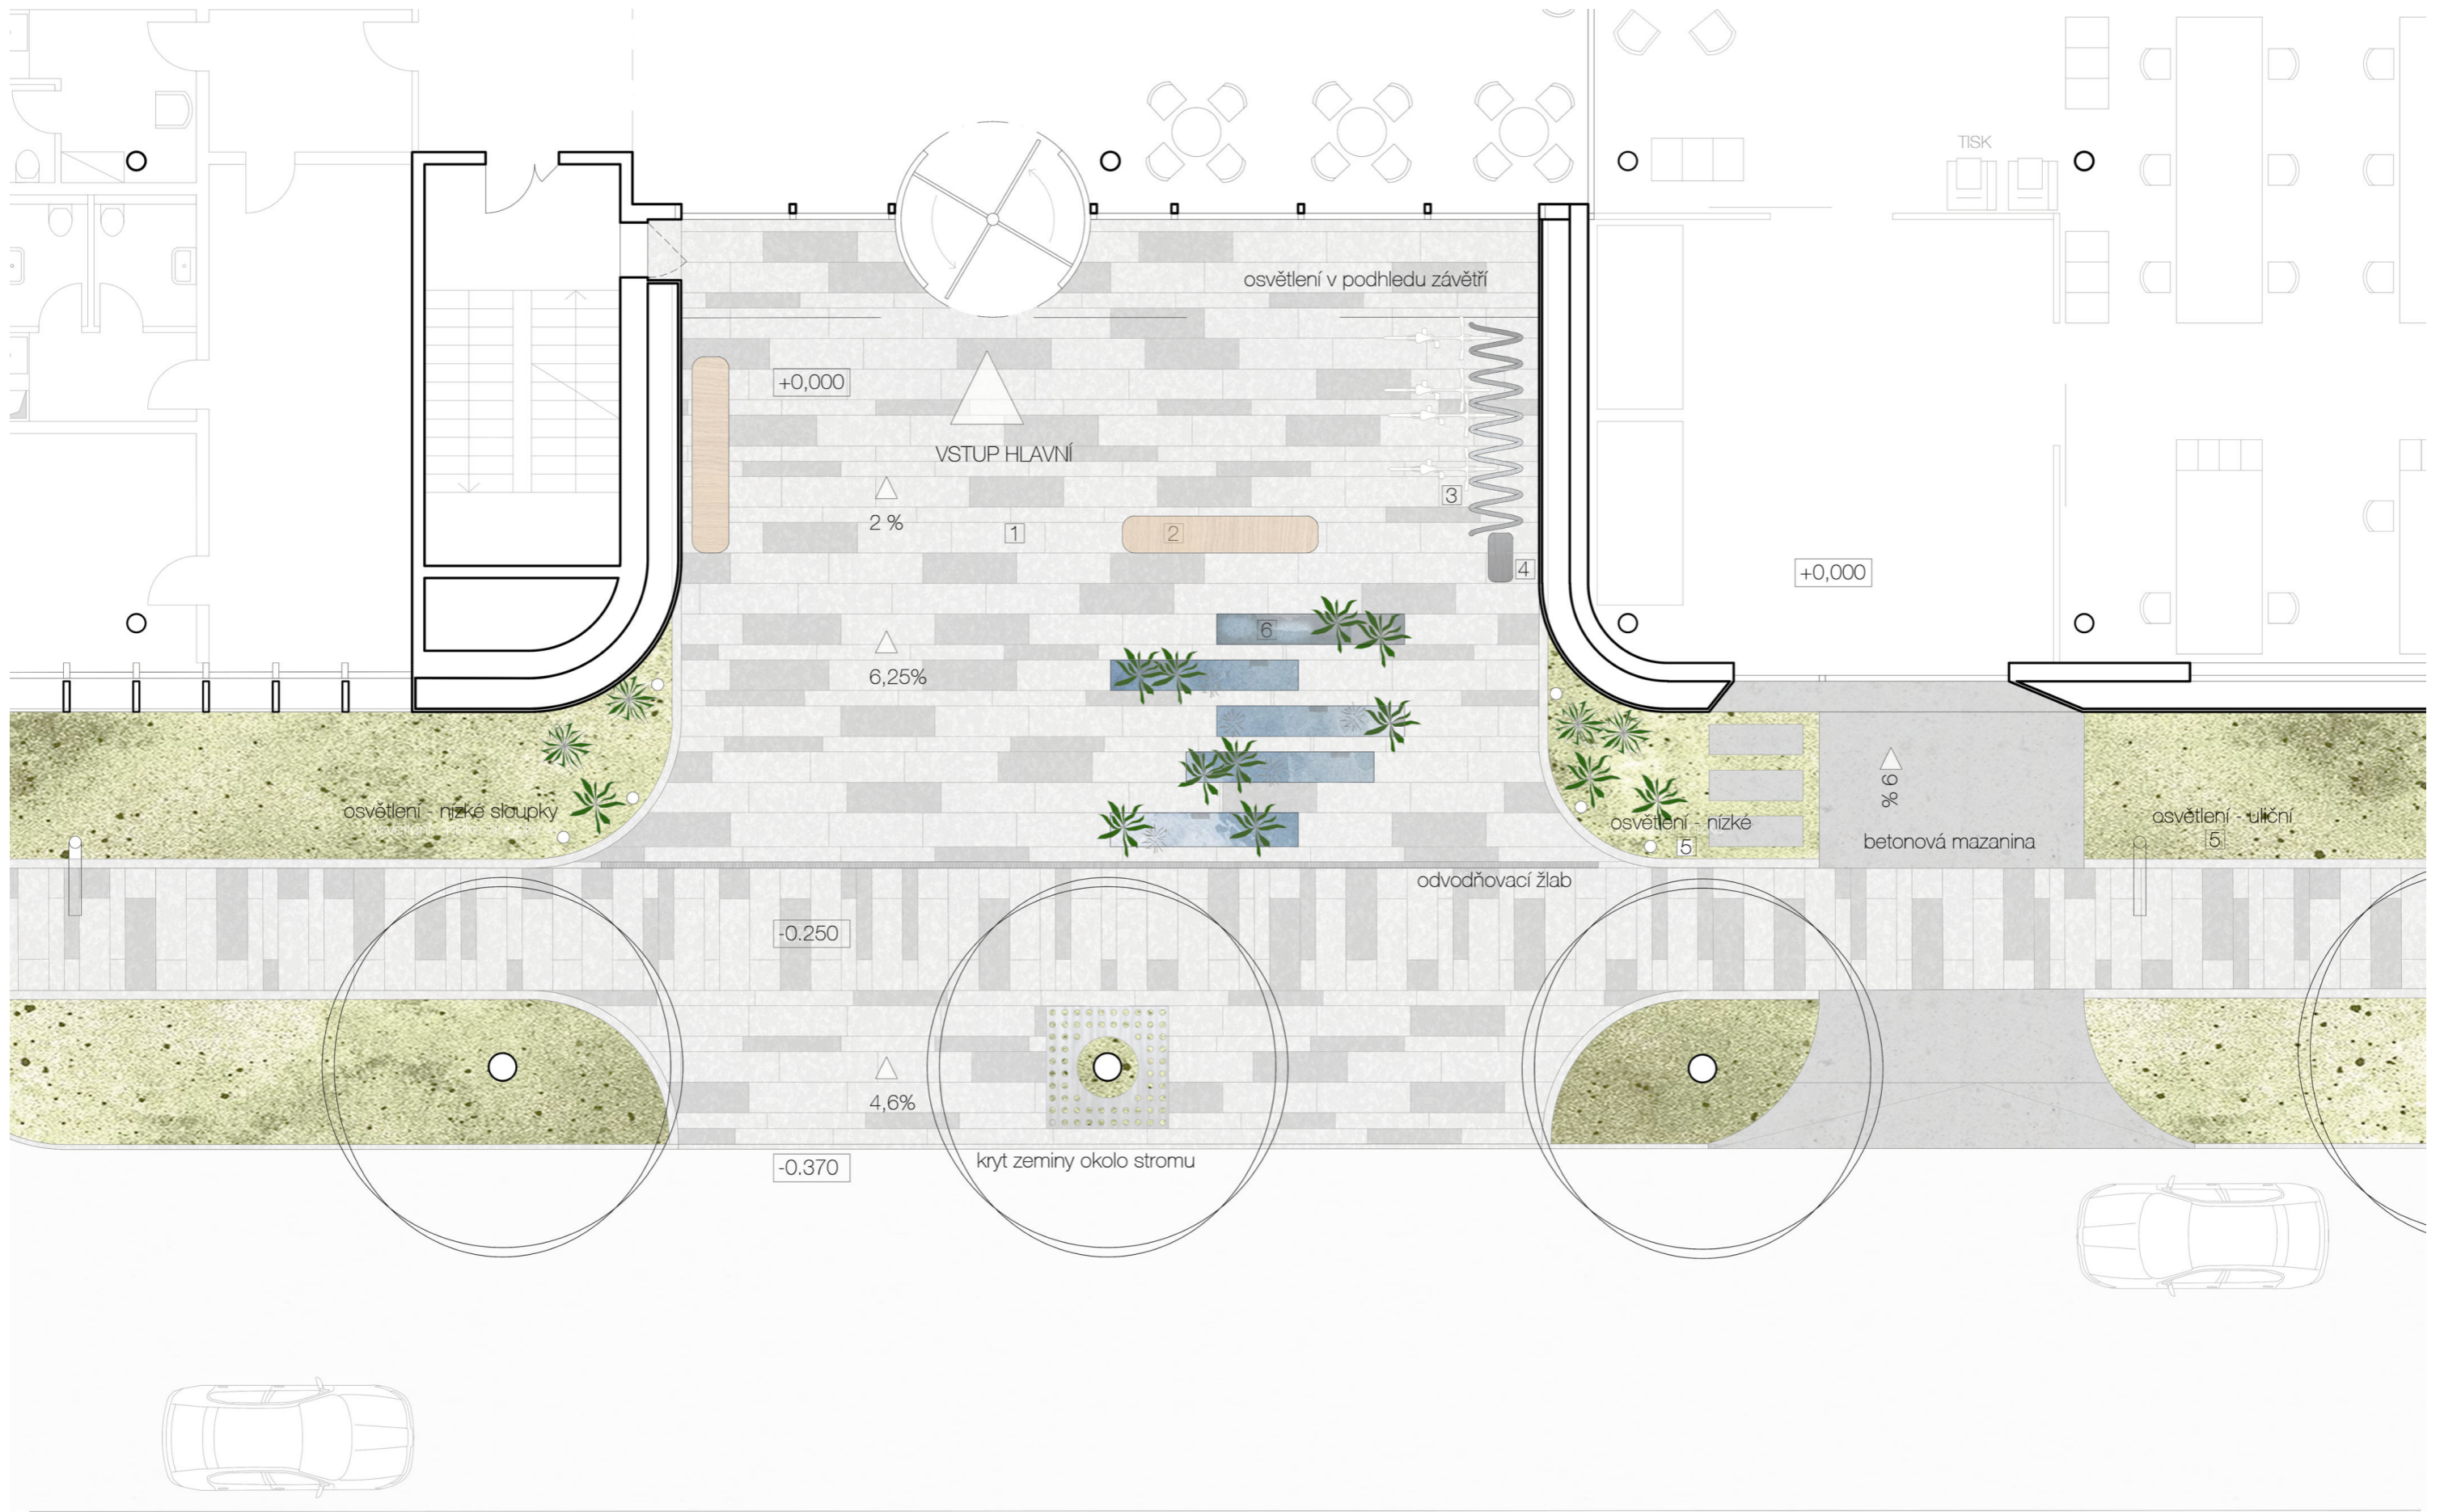 TISK
osvětlení v podhledu závětří
+0,000
VSTUP HLAVNÍ
3
2 %
1
2
4
+0,000
6
6,25%
osvětlení - nízké sloupky
6 %
osvětlení - nízké
5
betonová mazanina
osvětlení - uliční
5
odvodňovací žlab
-0.250
4,6%
-0.370
kryt zeminy okolo stromu